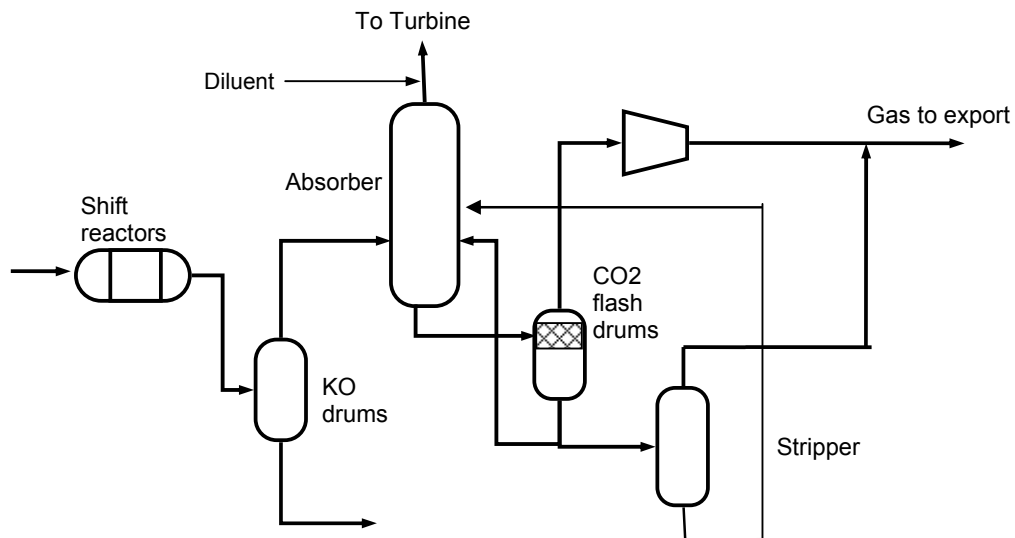 To Turbine
Diluent
Gas to export
Absorber
Shift
reactors
CO2
flash
drums
KO
drums
Stripper